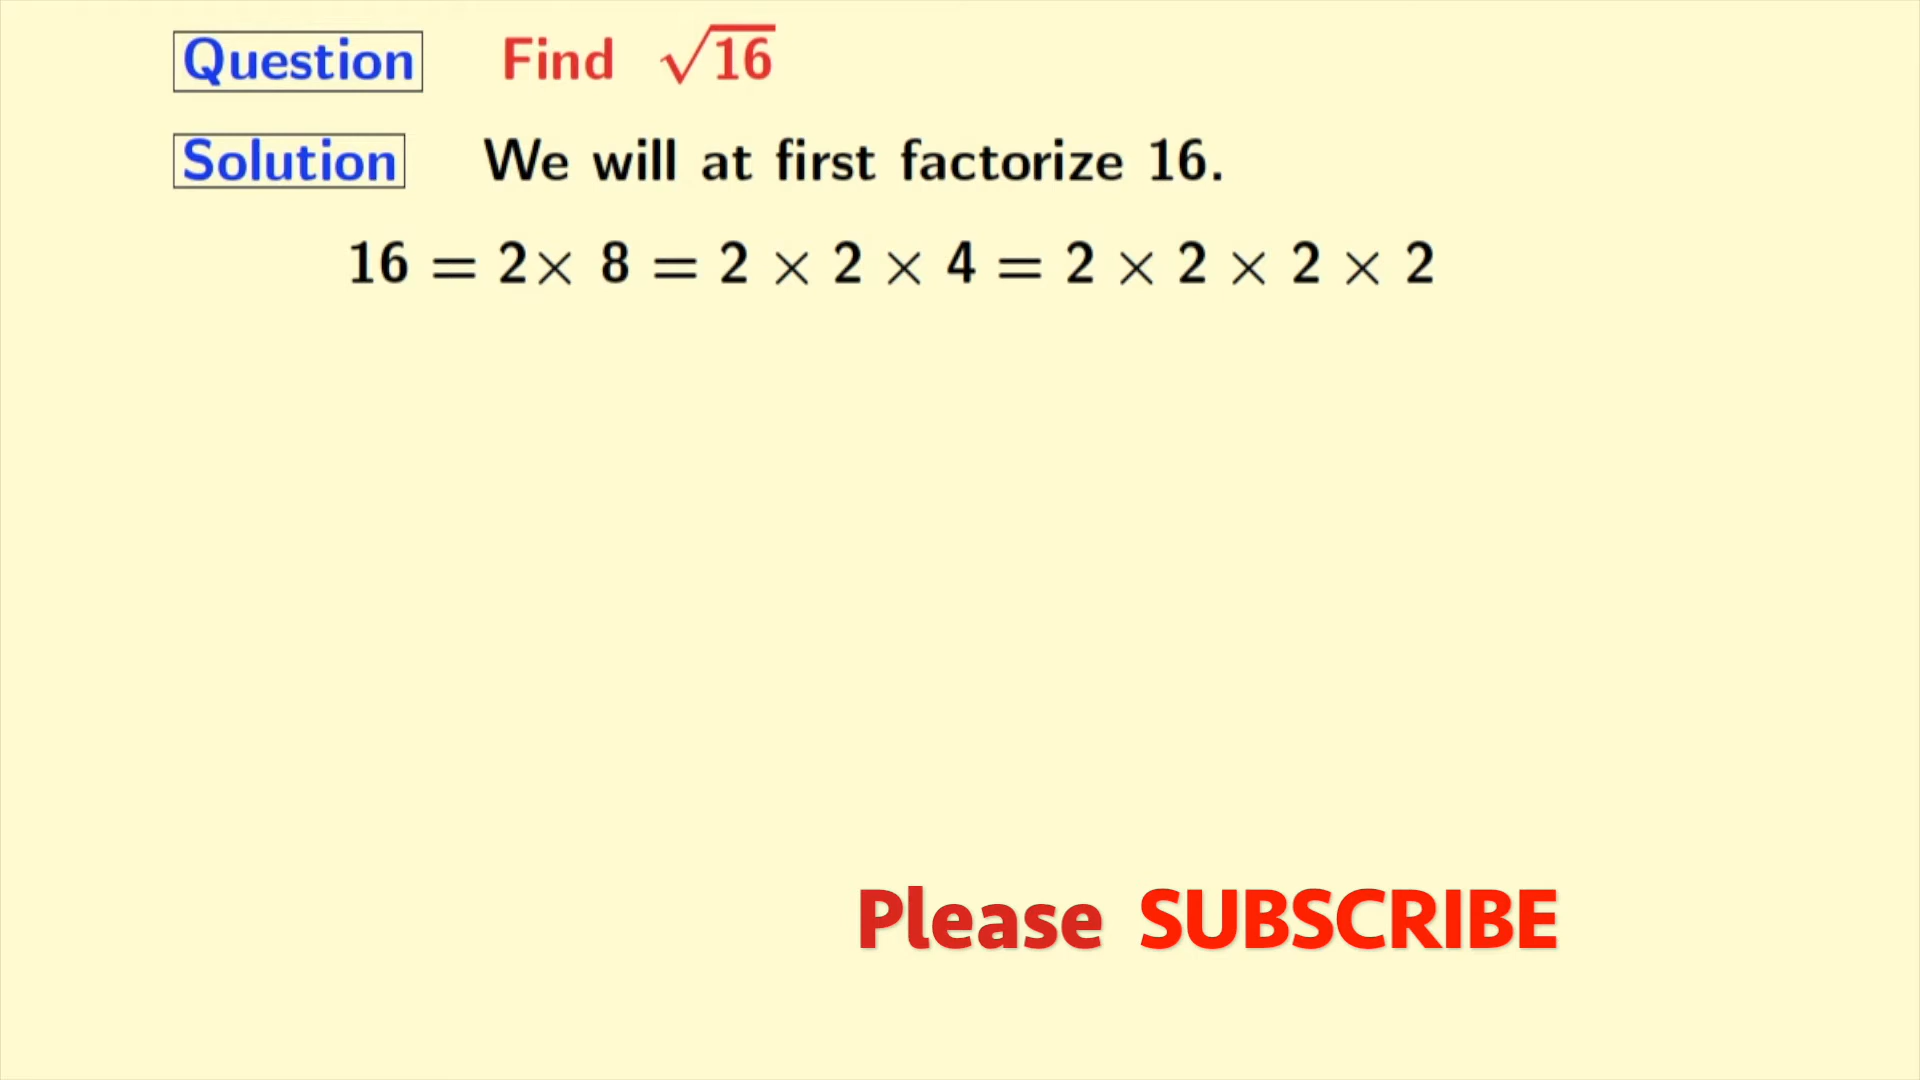 Question Find √16
Solution We will at first factorize 16.
16 = 2× 8 = 2 × 2 × 4 = 2 × 2 × 2 × 2
Please SUBSCRIBE